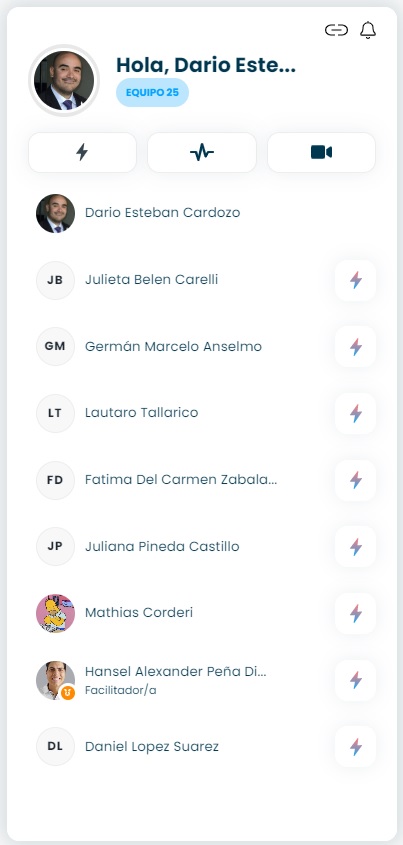 Hola, Dario Este...
EQUIPO 25
Dario Esteban Cardozo
JB Julieta Belen Carelli
GM Germán Marcelo Anselmo
LT Lautaro Tallarico
FD Fatima Del Carmen Zabala...
JP Juliana Pineda Castillo
Mathias Corderi
Hansel Alexander Peña Di...
Facilitador/a
DL Daniel Lopez Suarez